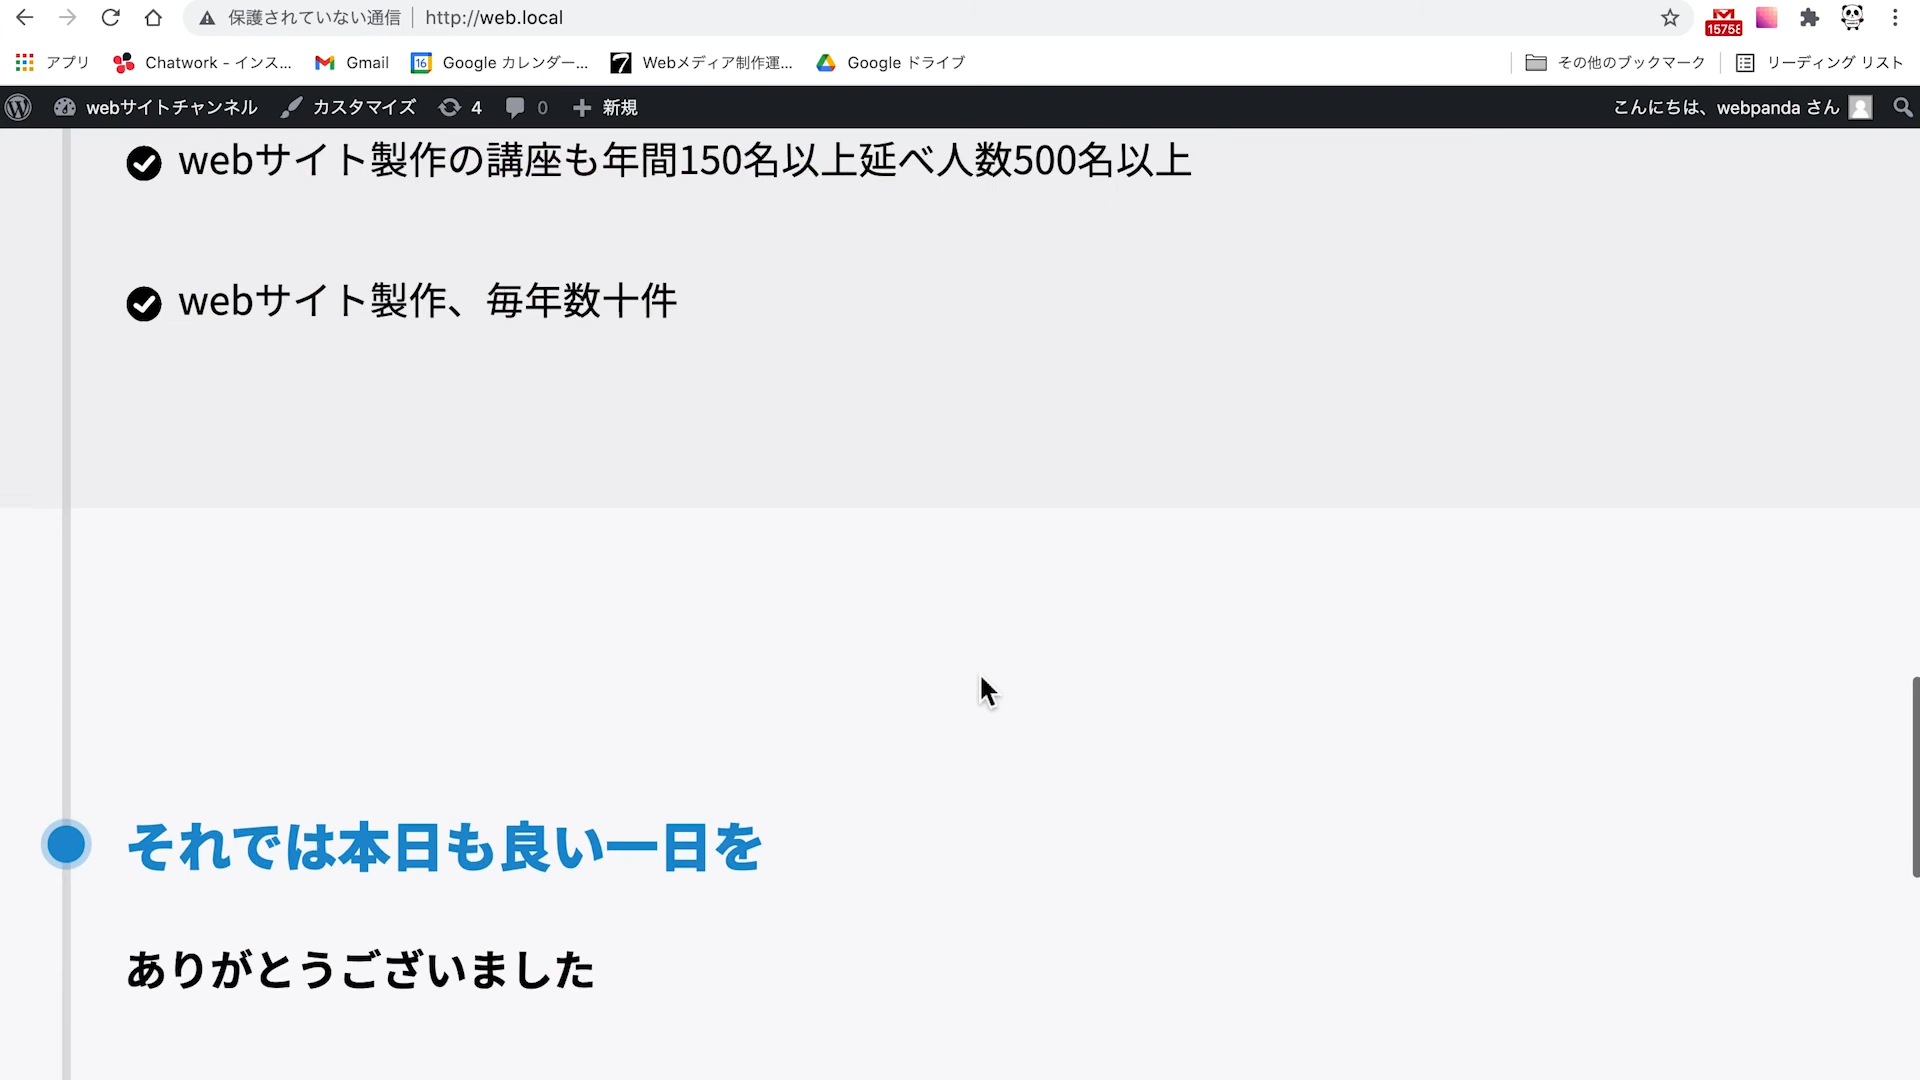 保護されていない通信 | http://web.local
15758
アプリ
Chatwork - インス...
Gmail
16
Google カレンダー...
Webメディア制作運...
Google ドライブ
その他のブックマーク
リーディング リスト
webサイトチャンネル
カスタマイズ
4
0
新規
こんにちは、webpanda さん
webサイト製作の講座も年間150名以上延べ人数500名以上
webサイト製作、毎年数十件
それでは本日も良い一日を
ありがとうございました